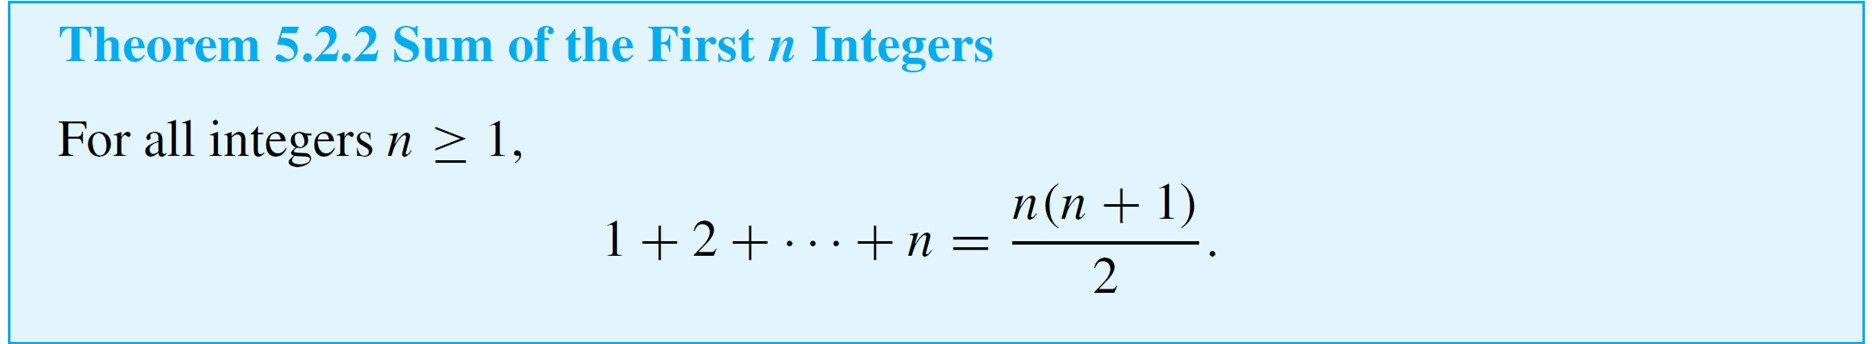 Theorem 5.2.2 Sum of the First n Integers
For all integers n ≥ 1,
1 + 2 + · · · + n = n(n + 1) / 2 .